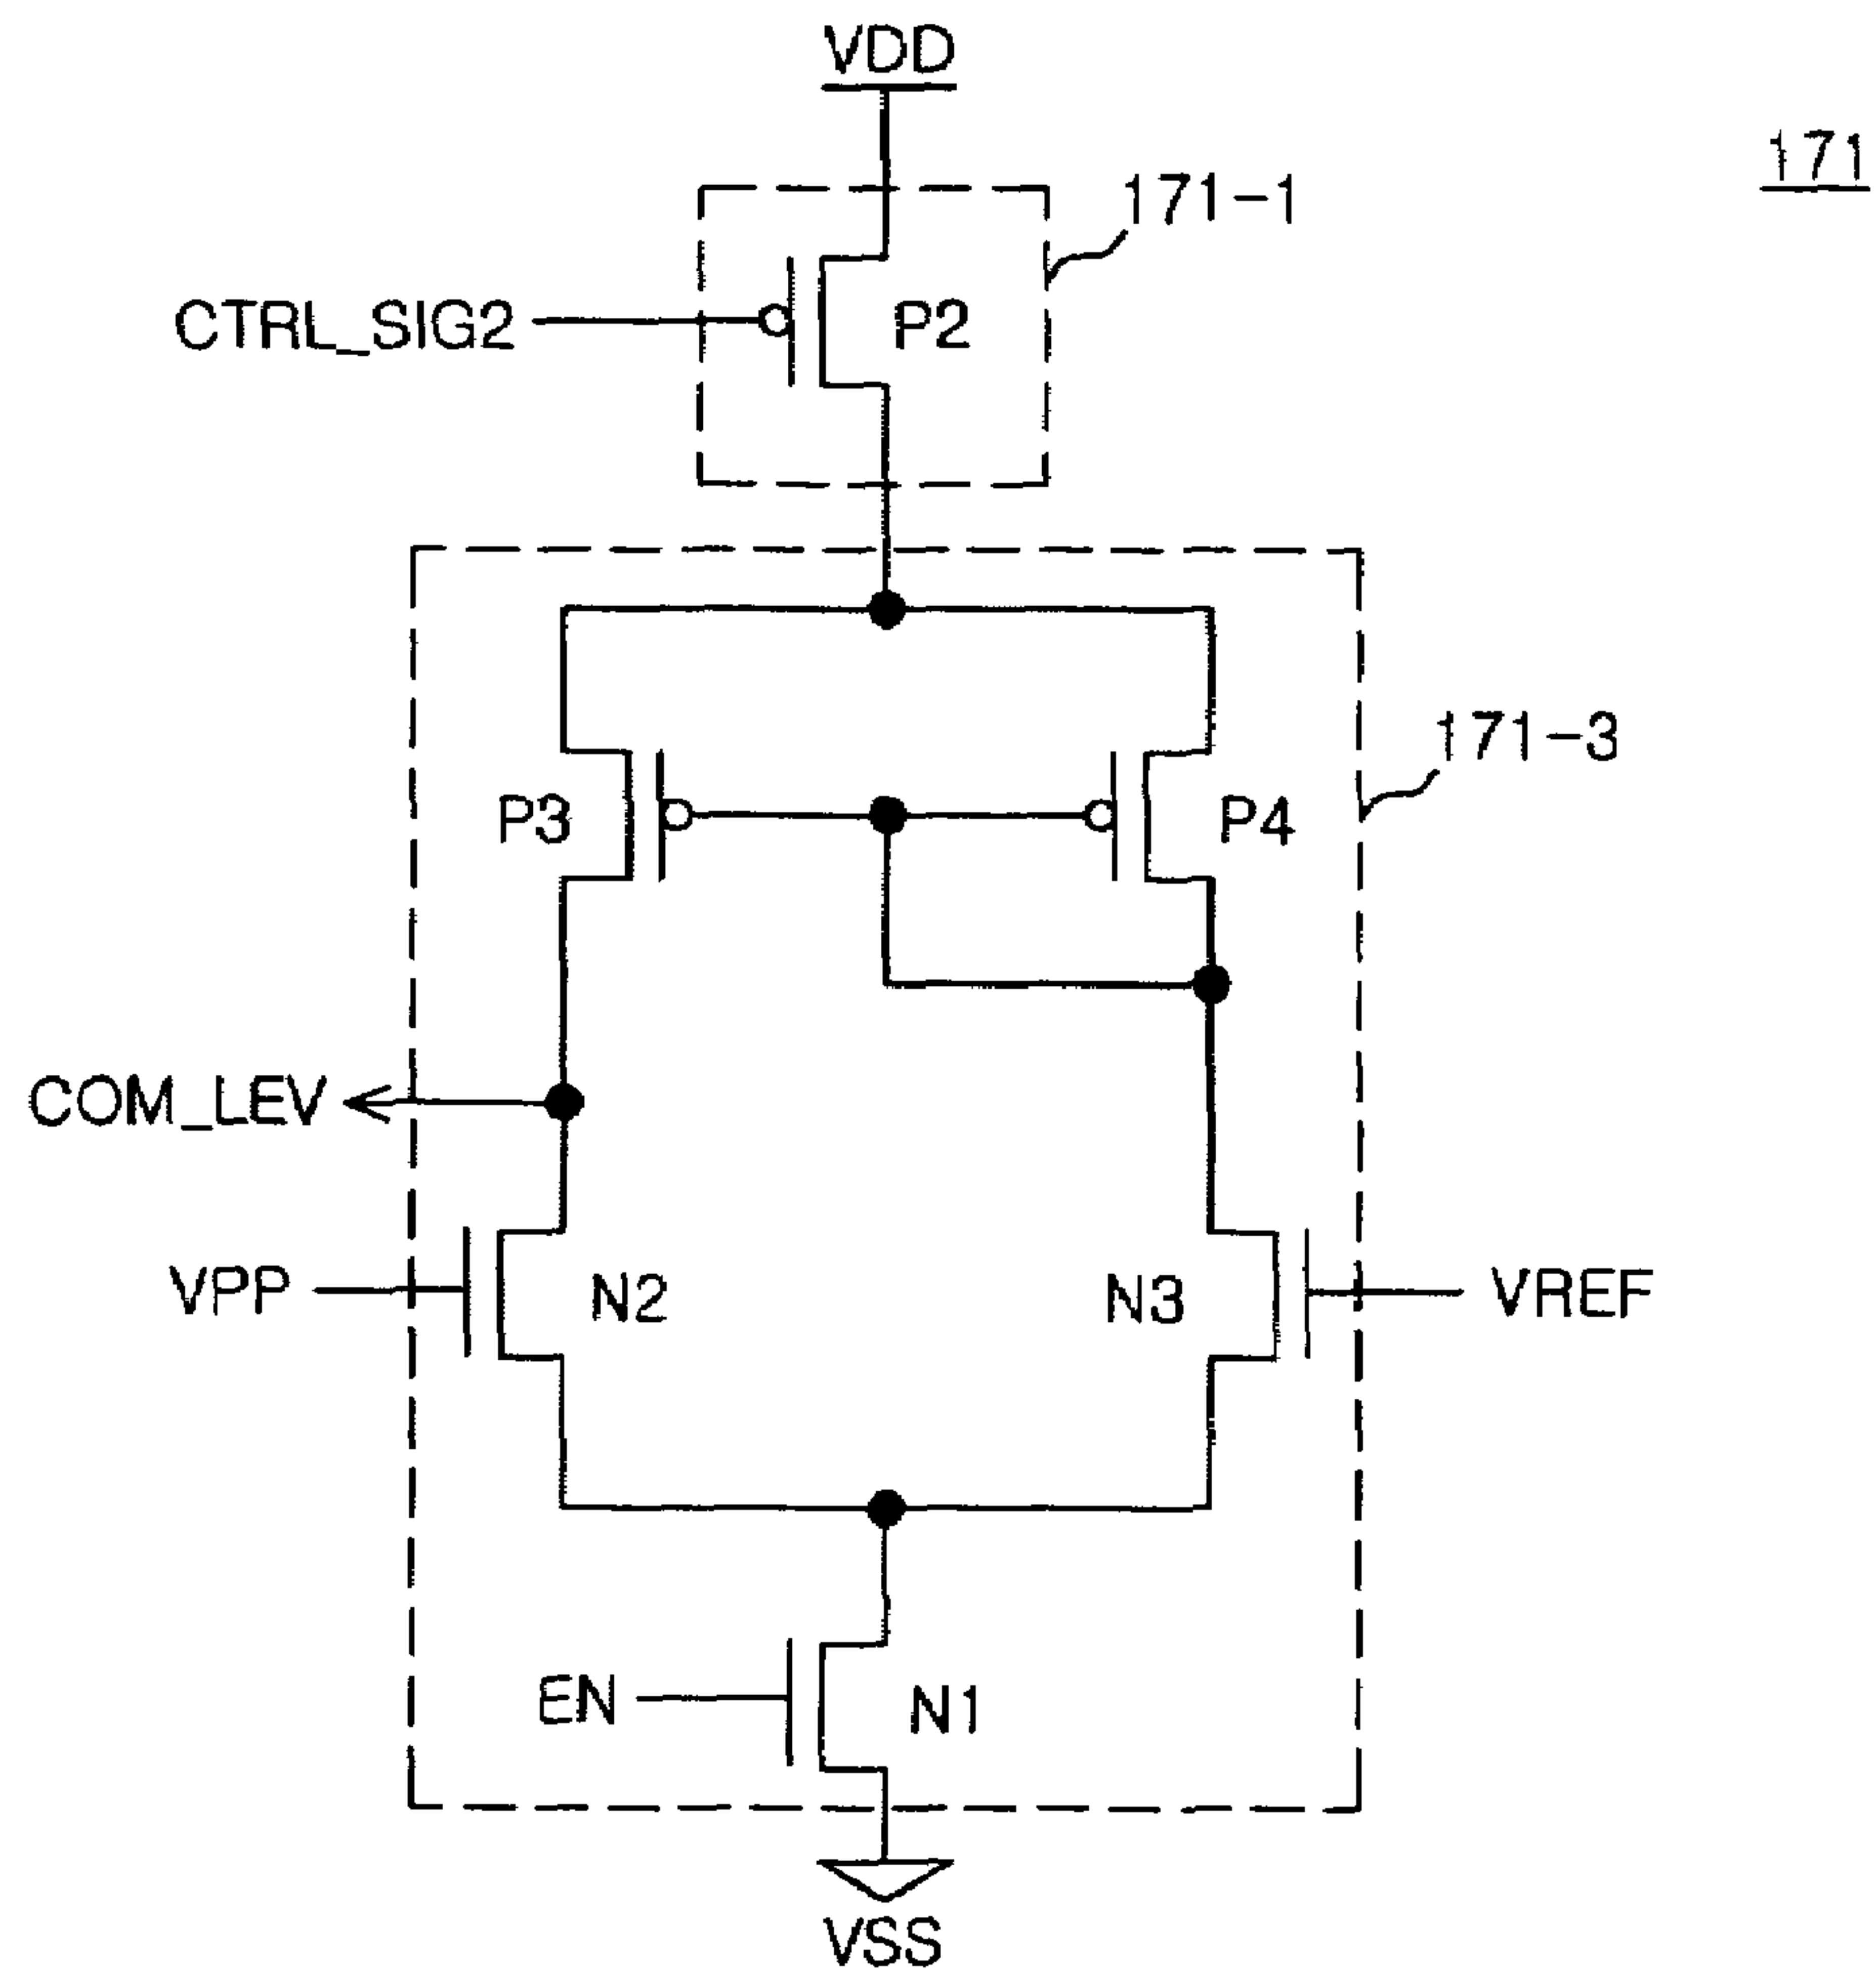 VDD
171
171-1
CTRL_SIG2
P2
171-3
P3
P4
COM_LEV
VPP
N2
N3
VREF
EN
N1
VSS